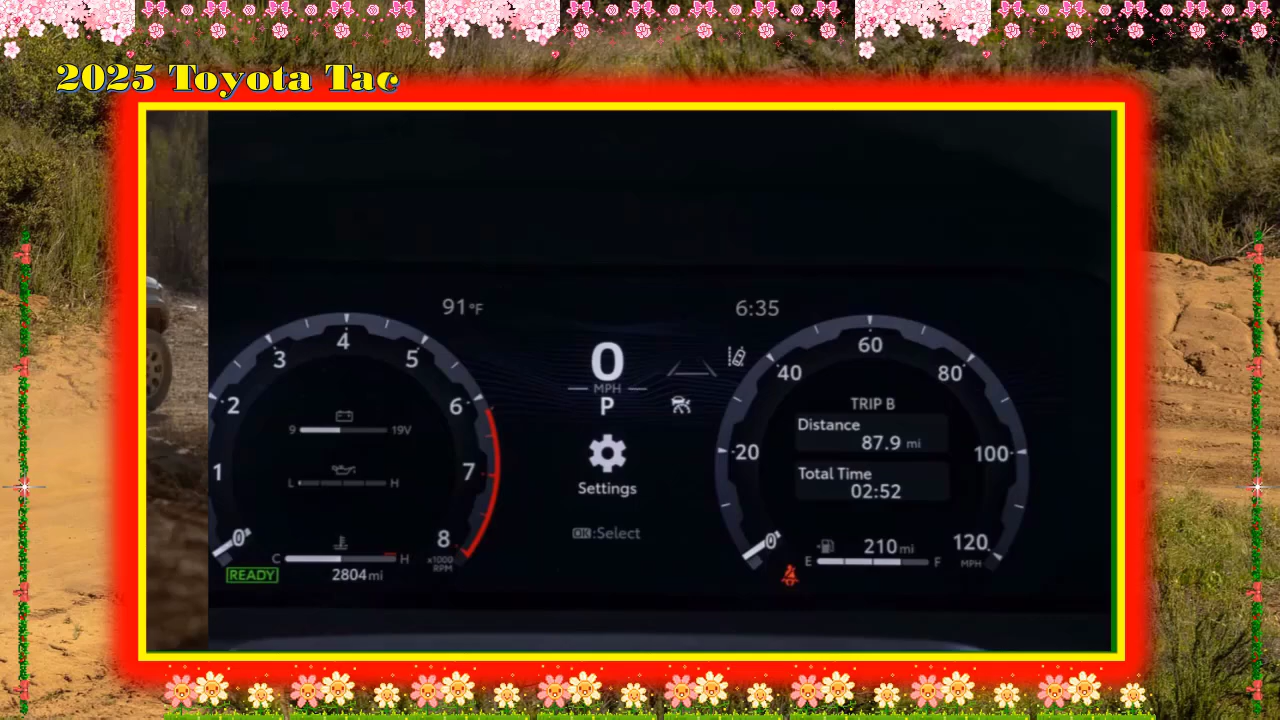 2025 Toyota Tac
91°F
6:35
0
MPH
P
Settings
OK:Select
0 1 2 3 4 5 6 7 8
x1000
RPM
9 19V
L H
C H
READY
2804 mi
0 20 40 60 80 100 120
MPH
TRIP B
Distance
87.9 mi
Total Time
02:52
210 mi
E F